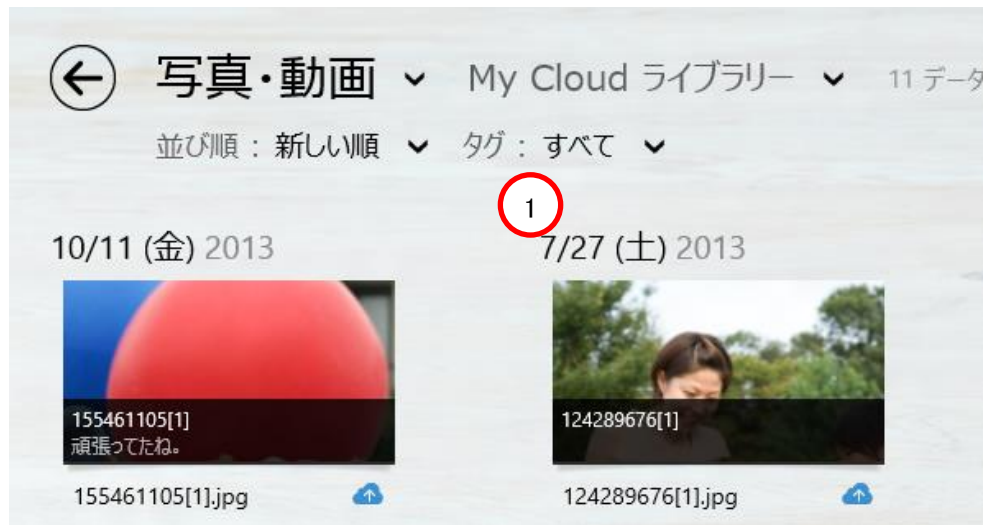 写真・動画 My Cloud ライブラリー 11 データ
並び順：新しい順 タグ：すべて
1
10/11 (金) 2013 7/27 (土) 2013
155461105[1] 124289676[1]
頑張ってたね。
155461105[1].jpg 124289676[1].jpg